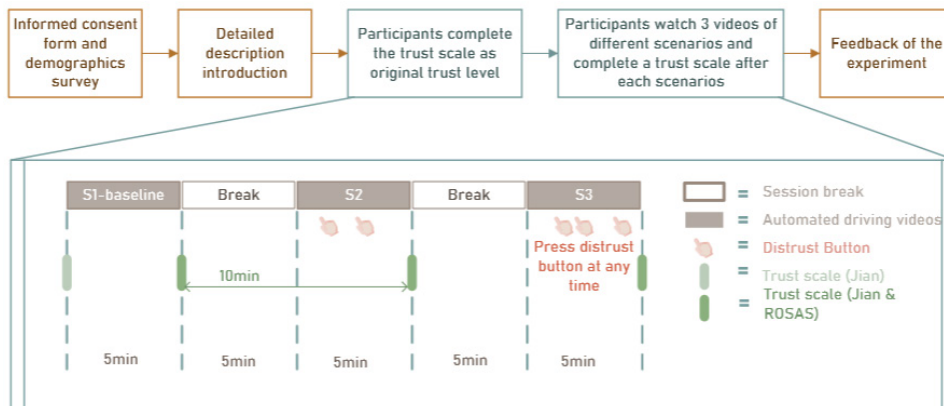 Informed consent
form and
demographics
survey
Detailed
description
introduction
Participants complete
the trust scale as
original trust level
Participants watch 3 videos of
different scenarios and
complete a trust scale after
each scenarios
Feedback of the
experiment
S1-baseline
Break
S2
Break
S3
Press distrust
button at any
time
10min
5min
5min
5min
5min
5min
= Session break
= Automated driving videos
= Distrust Button
= Trust scale (Jian)
= Trust scale (Jian &
ROSAS)